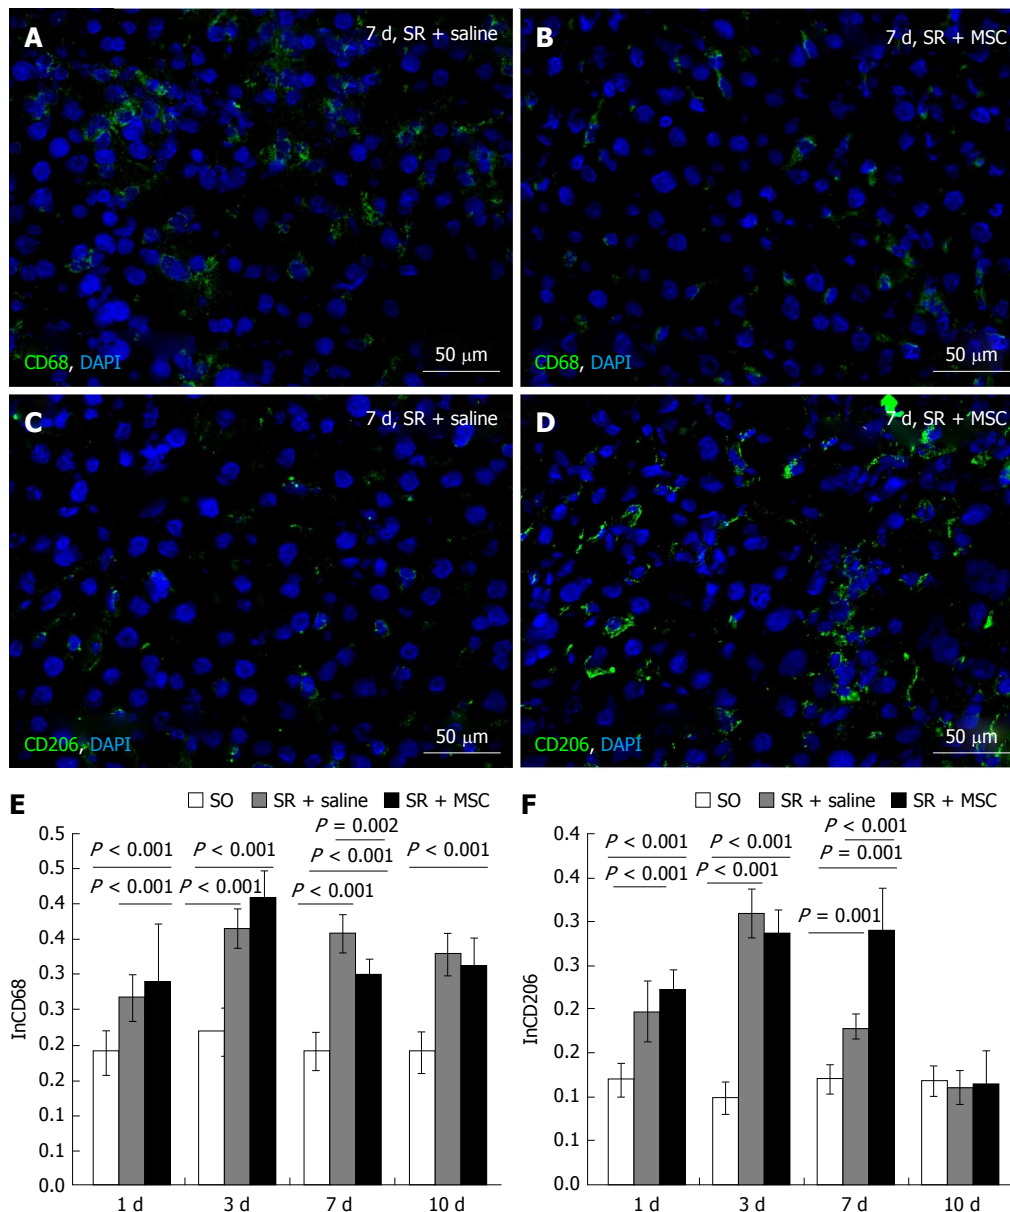 A
7 d, SR + saline
CD68, DAPI
50 μm
B
7 d, SR + MSC
CD68, DAPI
50 μm
C
7 d, SR + saline
CD206, DAPI
50 μm
D
7 d, SR + MSC
CD206, DAPI
50 μm
E
SO SR + saline SR + MSC
P = 0.002
P < 0.001 P < 0.001 P < 0.001 P < 0.001
P < 0.001 P < 0.001 P < 0.001
InCD68
0.5
0.5
0.4
0.4
0.3
0.3
0.2
0.2
0.1
0.1
0.0
1 d 3 d 7 d 10 d
F
SO SR + saline SR + MSC
P < 0.001
P < 0.001 P < 0.001 P = 0.001
P < 0.001 P < 0.001
P = 0.001
InCD206
0.4
0.4
0.3
0.3
0.2
0.2
0.1
0.1
0.0
1 d 3 d 7 d 10 d